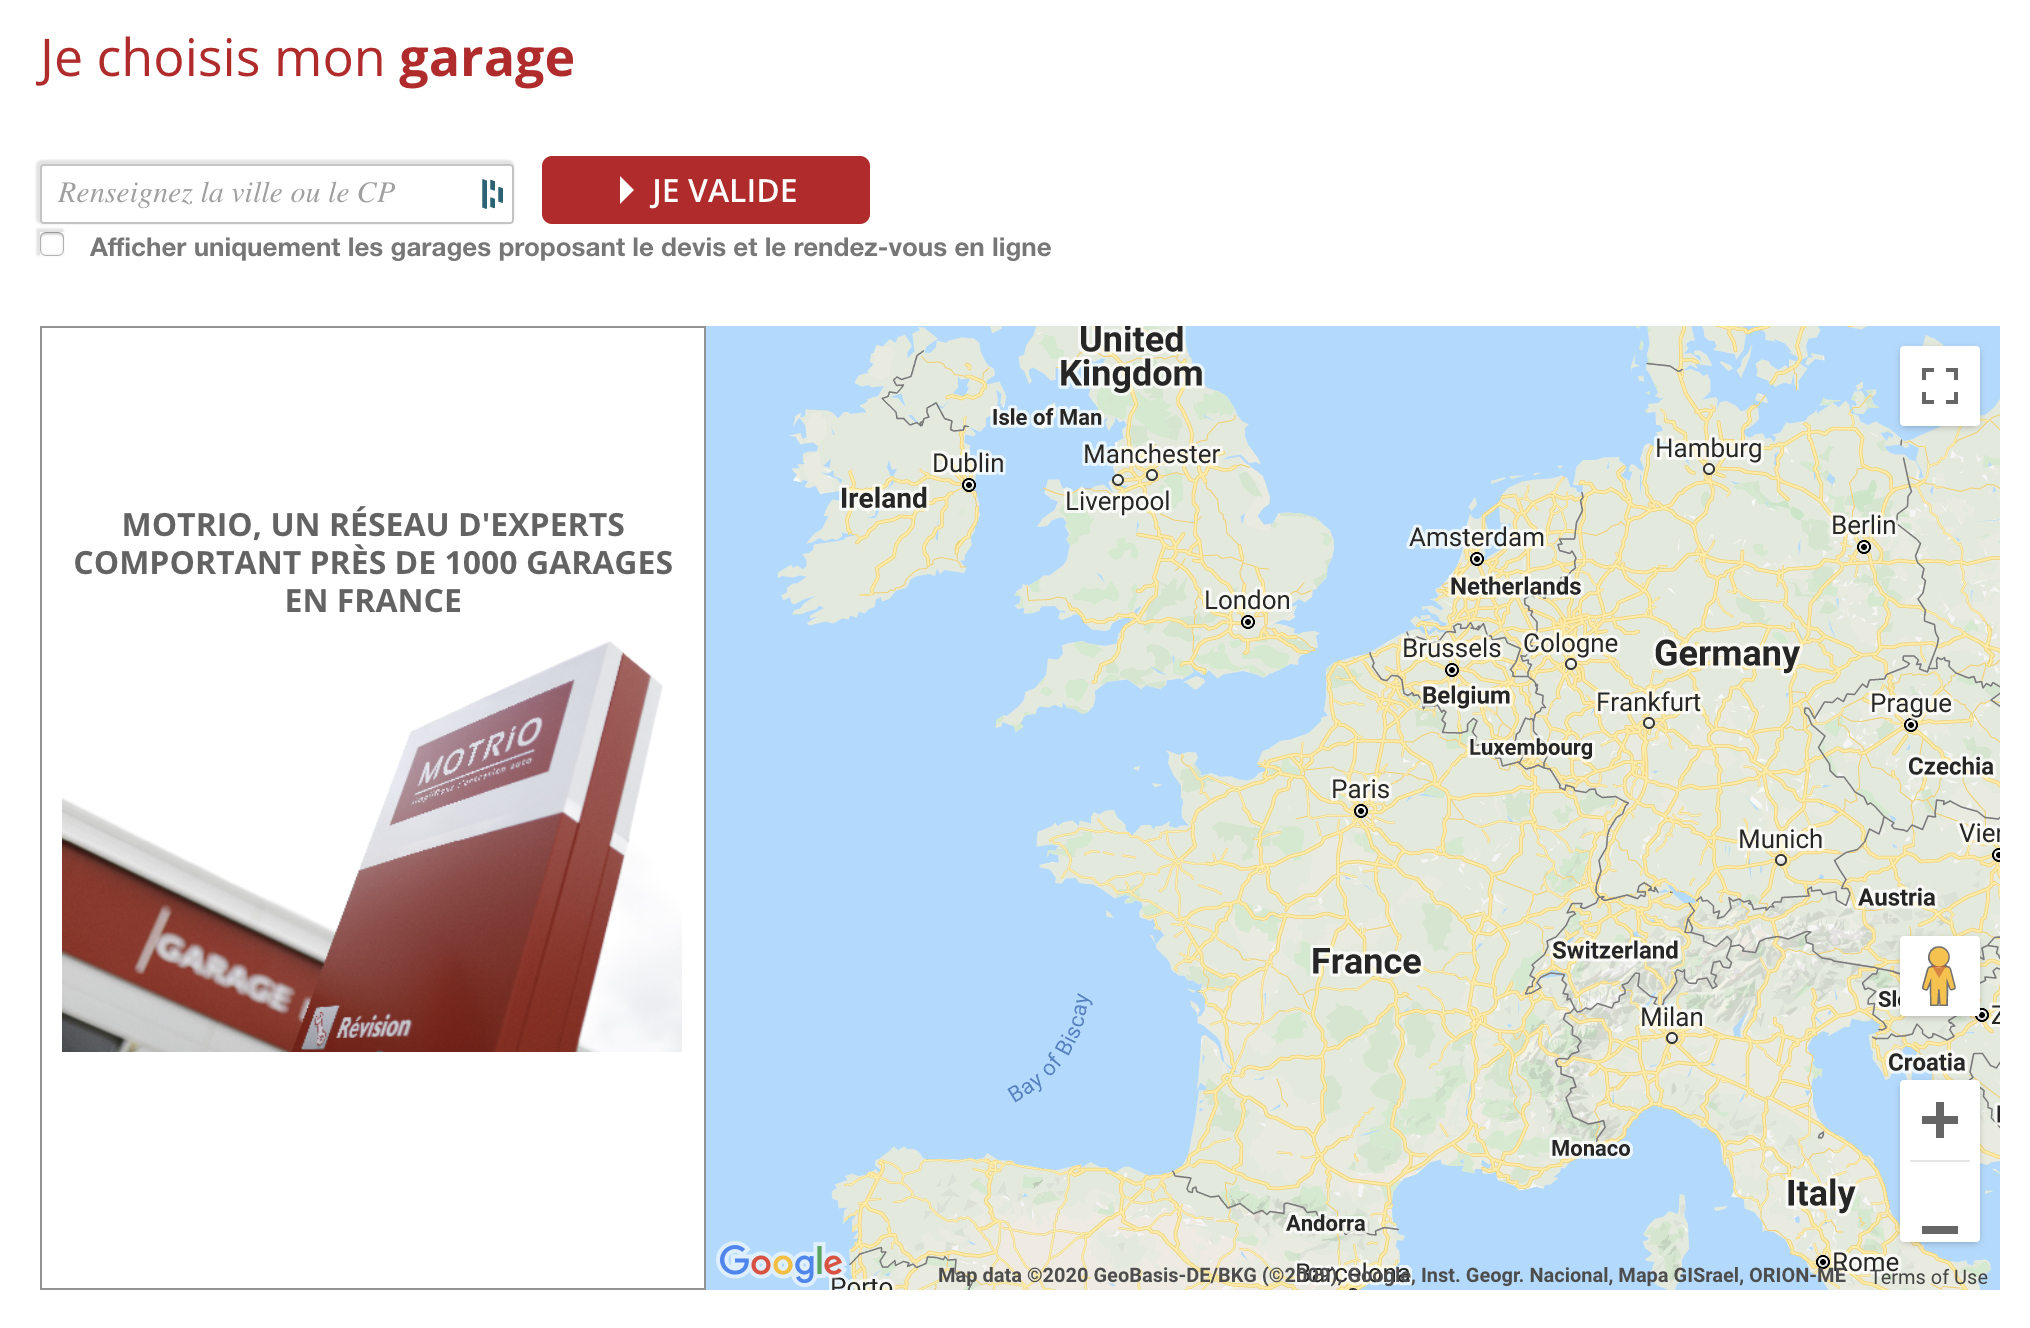 Je choisis mon garage
Renseignez la ville ou le CP
JE VALIDE
Afficher uniquement les garages proposant le devis et le rendez-vous en ligne
MOTRIO, UN RÉSEAU D'EXPERTS
COMPORTANT PRÈS DE 1000 GARAGES
EN FRANCE
MOTRiO
GARAGE
Révision
United
Kingdom
Isle of Man
Hamburg
Manchester
Dublin
Ireland
Liverpool
Berlin
Amsterdam
Netherlands
London
Brussels
Cologne
Germany
Belgium
Frankfurt
Prague
Luxembourg
Czechia
Paris
Munich
Vier
Austria
France
Switzerland
Sl
Z
Milan
Bay of Biscay
Croatia
Monaco
Italy
Andorra
Google
Porto
Barcelona
Rome
Map data ©2020 GeoBasis-DE/BKG (©2009), Google, Inst. Geogr. Nacional, Mapa GISrael, ORION-ME
Terms of Use